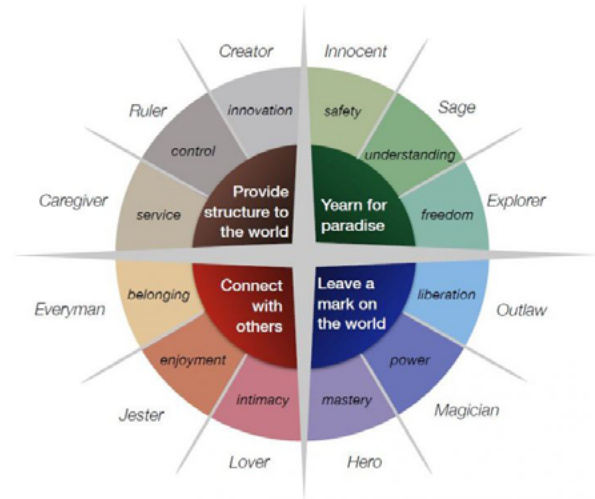 Creator
Innocent
Ruler
innovation
safety
Sage
control
understanding
Caregiver
service
Provide
structure to
the world
Yearn for
paradise
freedom
Explorer
Everyman
belonging
Connect
with
others
Leave a
mark on
the world
liberation
Outlaw
enjoyment
power
Jester
intimacy
mastery
Magician
Lover
Hero